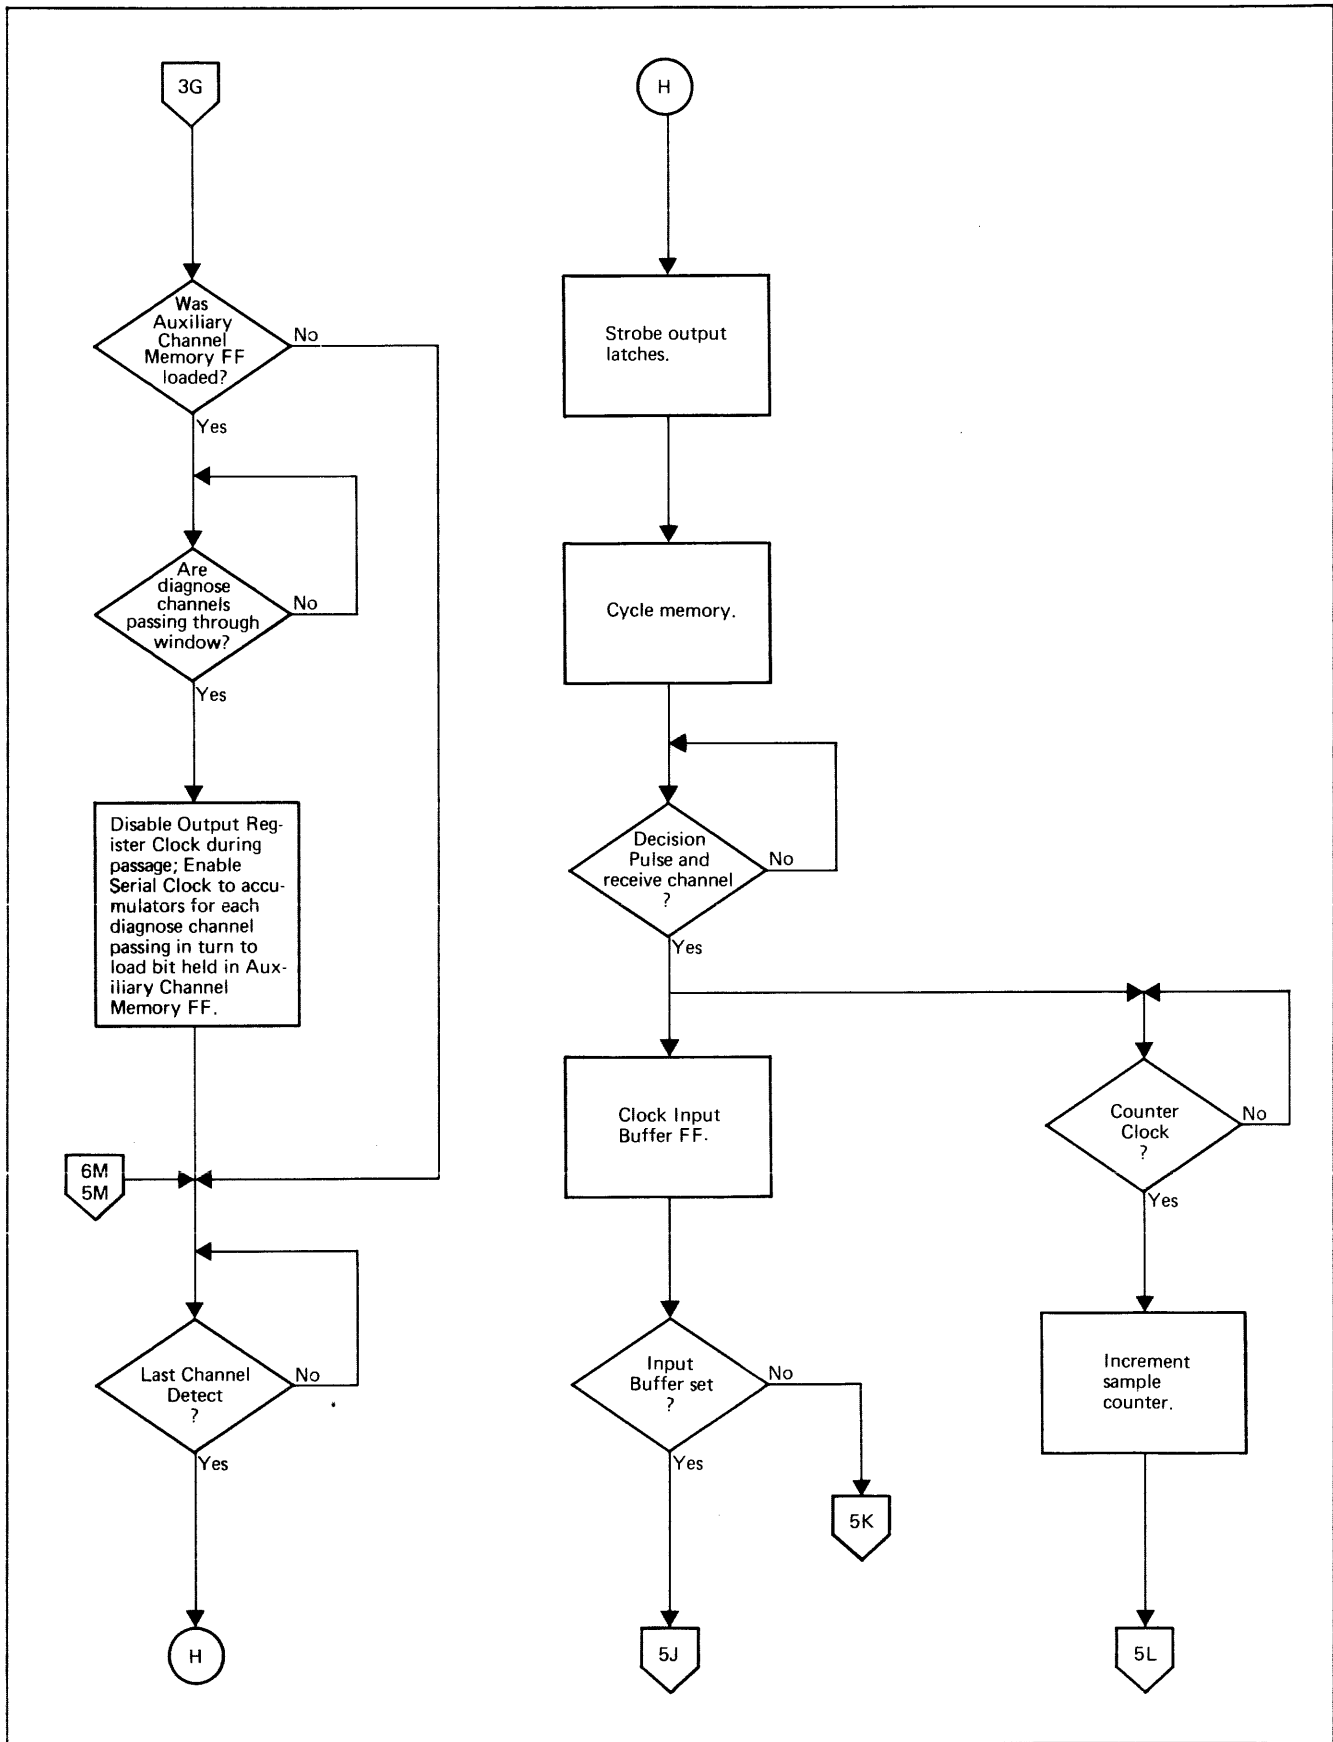 3G
Was
Auxiliary
Channel
Memory FF
loaded?
No
Yes
Are
diagnose
channels
passing through
window?
No
Yes
Disable Output Reg-
ister Clock during
passage; Enable
Serial Clock to accu-
mulators for each
diagnose channel
passing in turn to
load bit held in Aux-
iliary Channel
Memory FF.
6M
5M
Last Channel
Detect
?
No
Yes
H
H
Strobe output
latches.
Cycle memory.
Decision
Pulse and
receive channel
?
No
Yes
Clock Input
Buffer FF.
Input
Buffer set
?
No
Yes
5K
5J
Counter
Clock
?
No
Yes
Increment
sample
counter.
5L